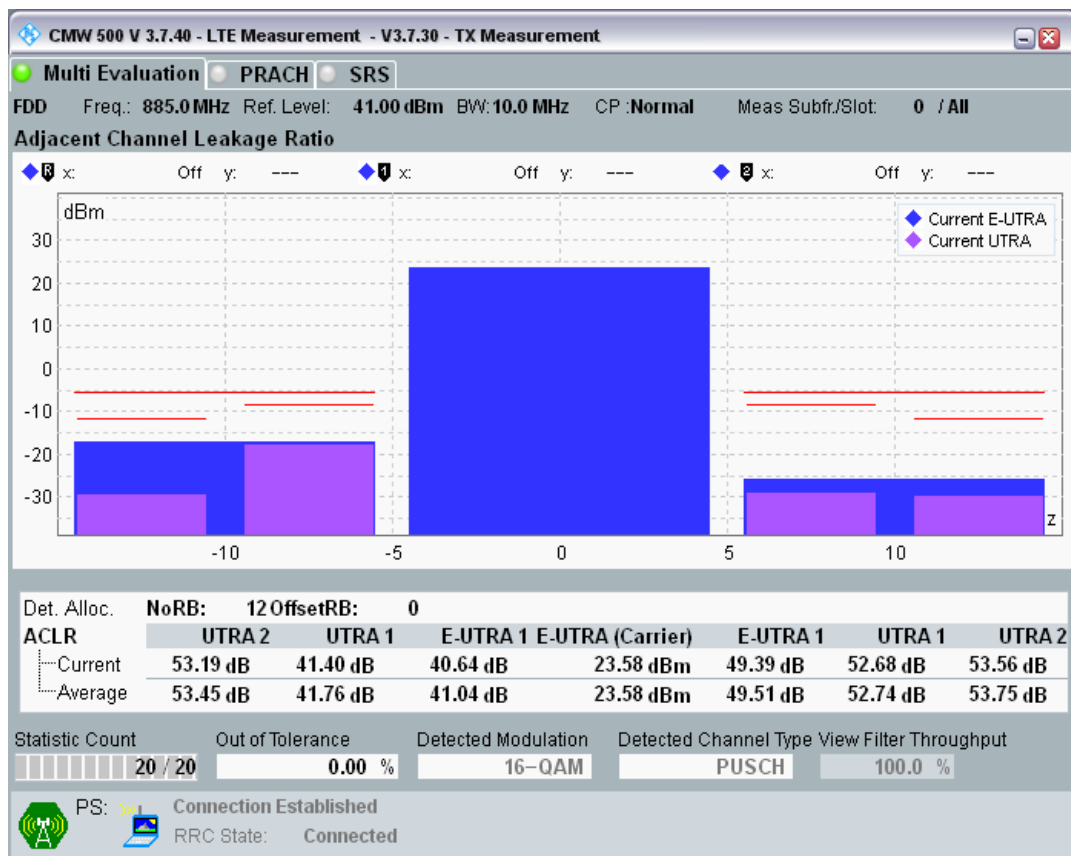 CMW 500 V 3.7.40 - LTE Measurement - V3.7.30 - TX Measurement
Multi Evaluation PRACH SRS
FDD Freq.: 885.0 MHz Ref. Level: 41.00 dBm BW: 10.0 MHz CP :Normal Meas Subfr./Slot: 0 / All
Adjacent Channel Leakage Ratio
R x: Off y: --- 1 x: Off y: --- 2 x: Off y: ---
dBm
Current E-UTRA
Current UTRA
30
20
10
0
-10
-20
-30
z
-10 -5 0 5 10
Det. Alloc. NoRB: 12 OffsetRB: 0
ACLR UTRA 2 UTRA 1 E-UTRA 1 E-UTRA (Carrier) E-UTRA 1 UTRA 1 UTRA 2
Current 53.19 dB 41.40 dB 40.64 dB 23.58 dBm 49.39 dB 52.68 dB 53.56 dB
Average 53.45 dB 41.76 dB 41.04 dB 23.58 dBm 49.51 dB 52.74 dB 53.75 dB
Statistic Count Out of Tolerance Detected Modulation Detected Channel Type View Filter Throughput
20 / 20 0.00 % 16-QAM PUSCH 100.0 %
PS: Connection Established
RRC State: Connected